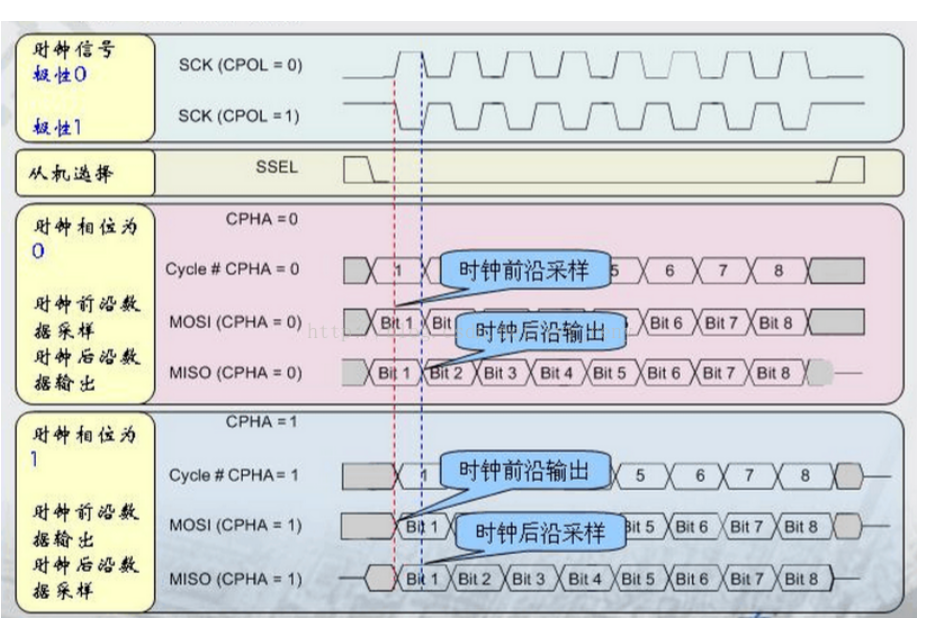 时钟信号
极性0
SCK (CPOL = 0)
极性1
SCK (CPOL = 1)
从机选择
SSEL
时钟相位为
0
时钟前沿数
据采样
时钟后沿数
据输出
CPHA = 0
Cycle # CPHA = 0
1
时钟前沿采样
5
6
7
8
MOSI (CPHA = 0)
Bit 1
Bit
时钟后沿输出
Bit 6
Bit 7
Bit 8
MISO (CPHA = 0)
Bit 1
Bit 2
Bit 3
Bit 4
Bit 5
Bit 6
Bit 7
Bit 8
时钟相位为
1
时钟前沿数
据输出
时钟后沿数
据采样
CPHA = 1
Cycle # CPHA = 1
1
时钟前沿输出
5
6
7
8
MOSI (CPHA = 1)
Bit 1
时钟后沿采样
Bit 5
Bit 6
Bit 7
Bit 8
MISO (CPHA = 1)
Bit 1
Bit 2
Bit 3
Bit 4
Bit 5
Bit 6
Bit 7
Bit 8